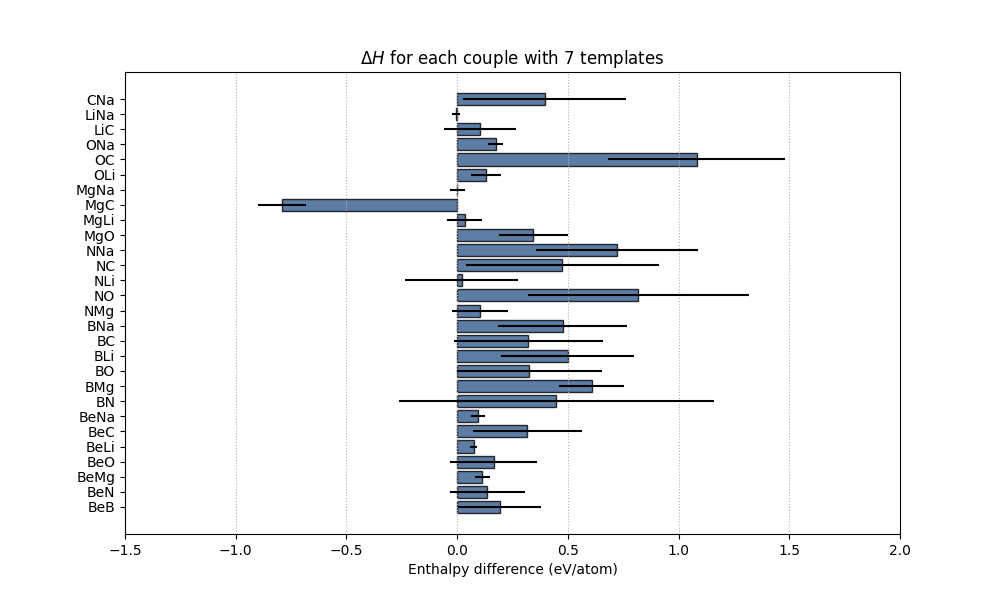 ΔH for each couple with 7 templates
CNa
LiNa
LiC
ONa
OC
OLi
MgNa
MgC
MgLi
MgO
NNa
NC
NLi
NO
NMg
BNa
BC
BLi
BO
BMg
BN
BeNa
BeC
BeLi
BeO
BeMg
BeN
BeB
−1.5 −1.0 −0.5 0.0 0.5 1.0 1.5 2.0
Enthalpy difference (eV/atom)